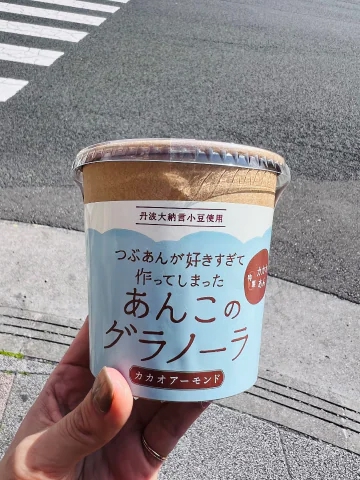 丹波大納言小豆使用
つぶあんが好きすぎて
作ってしまった
あんこの
グラノーラ
カカオアーモンド